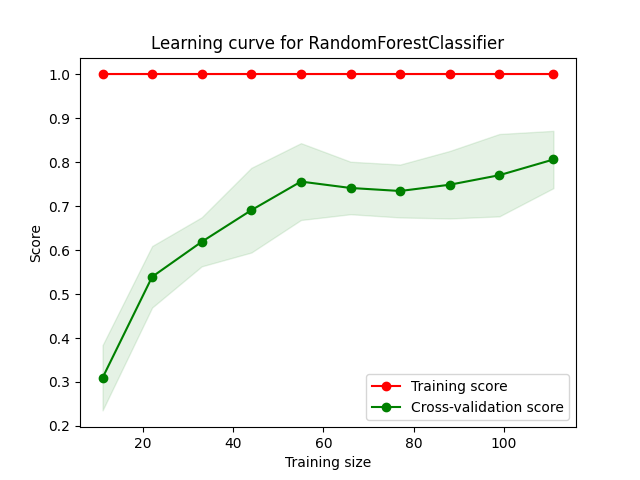 Learning curve for RandomForestClassifier
1.0
0.9
0.8
0.7
0.6
0.5
0.4
0.3
0.2
Score
20
40
60
80
100
Training size
Training score
Cross-validation score